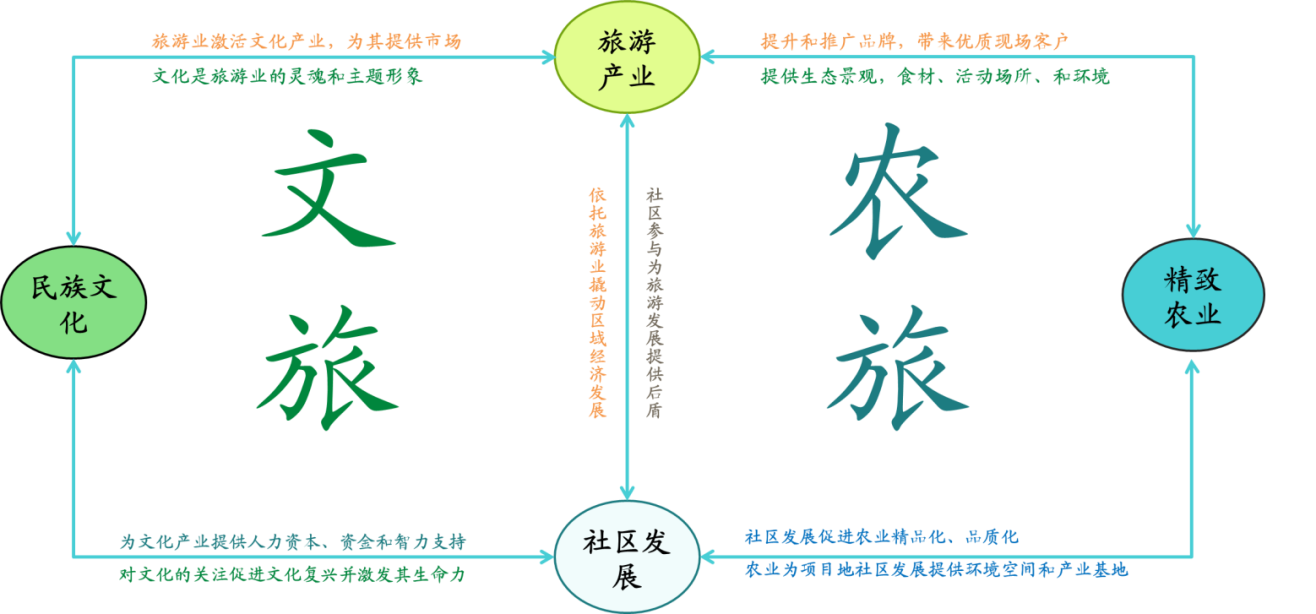 旅游业激活文化产业，为其提供市场
文化是旅游业的灵魂和主题形象
旅游
产业
提升和推广品牌，带来优质现场客户
提供生态景观，食材、活动场所、和环境
文
旅
依托旅游业撬动区域经济发展
社区参与为旅游发展提供后盾
农
旅
民族文
化
精致
农业
为文化产业提供人力资本、资金和智力支持
对文化的关注促进文化复兴并激发其生命力
社区发
展
社区发展促进农业精品化、品质化
农业为项目地社区发展提供环境空间和产业基地